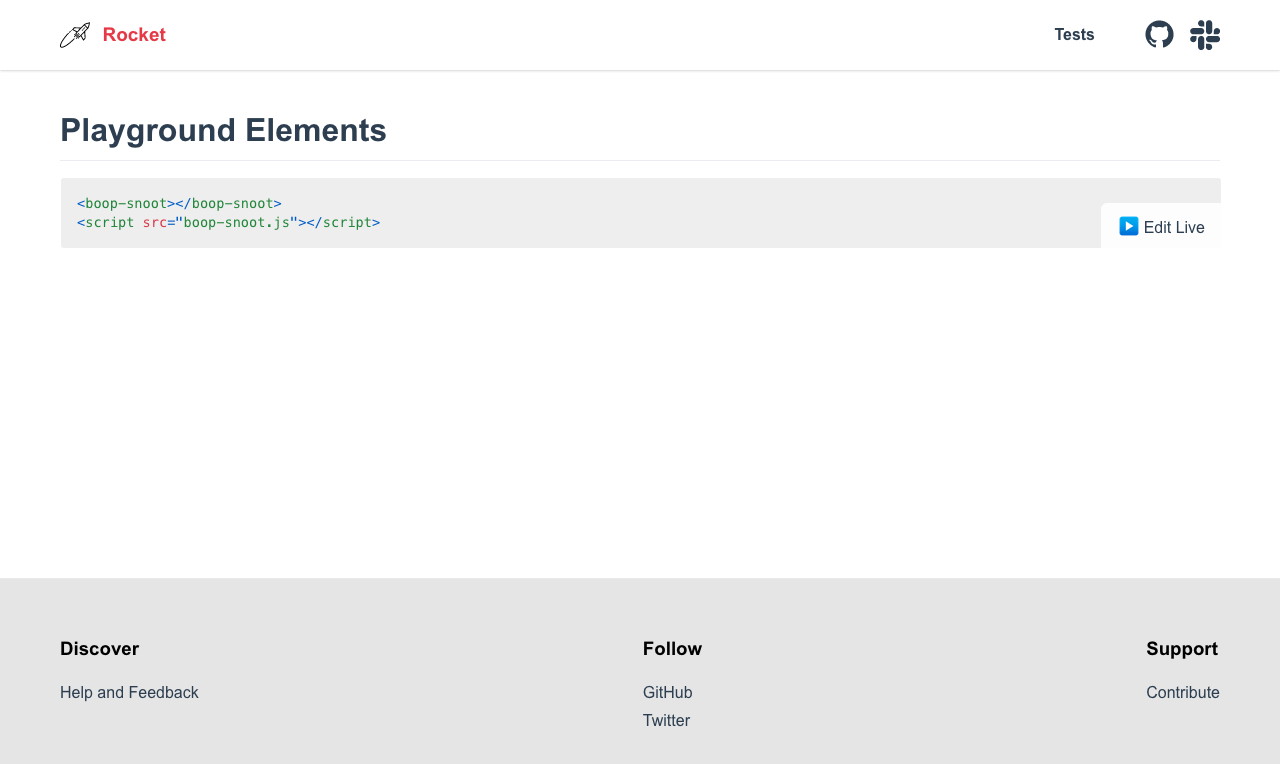 Rocket
Tests
Playground Elements
<boop-snoot></boop-snoot>
<script src="boop-snoot.js"></script>
Edit Live
Discover
Help and Feedback
Follow
GitHub
Twitter
Support
Contribute